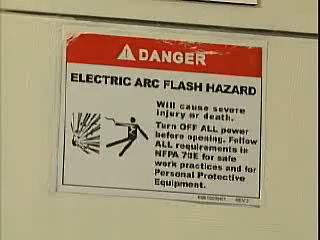 DANGER
ELECTRIC ARC FLASH HAZARD
Will cause severe
injury or death.
Turn OFF ALL power
before opening. Follow
ALL requirements in
NFPA 70E for safe
work practices and for
Personal Protective
Equipment.
REV